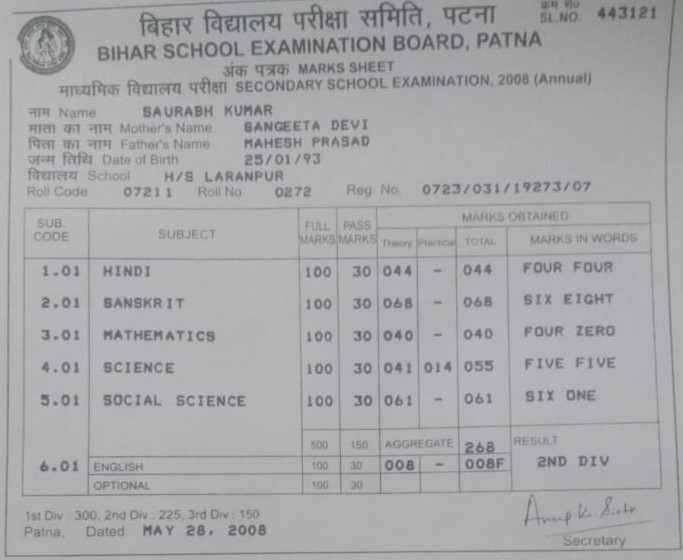 क्रम सं०
SL.NO. 443121
बिहार विद्यालय परीक्षा समिति, पटना
BIHAR SCHOOL EXAMINATION BOARD, PATNA
अंक पत्रक MARKS SHEET
माध्यमिक विद्यालय परीक्षा SECONDARY SCHOOL EXAMINATION, 2008 (Annual)
नाम Name SAURABH KUMAR
माता का नाम Mother's Name SANGEETA DEVI
पिता का नाम Father's Name MAHESH PRASAD
जन्म तिथि Date of Birth 25/01/93
विद्यालय School H/S LARANPUR
Roll Code 07211 Roll No 0272 Reg. No. 0723/031/19273/07
SUB. CODE SUBJECT FULL MARKS PASS MARKS MARKS OBTAINED
Theory Practical TOTAL MARKS IN WORDS
1.01 HINDI 100 30 044 - 044 FOUR FOUR
2.01 SANSKRIT 100 30 068 - 068 SIX EIGHT
3.01 MATHEMATICS 100 30 040 - 040 FOUR ZERO
4.01 SCIENCE 100 30 041 014 055 FIVE FIVE
5.01 SOCIAL SCIENCE 100 30 061 - 061 SIX ONE
500 150 AGGREGATE 268 RESULT
6.01 ENGLISH 100 30 008 - 008F 2ND DIV
OPTIONAL 100 30
1st Div : 300, 2nd Div : 225, 3rd Div : 150
Patna, Dated MAY 28, 2008
Secretary